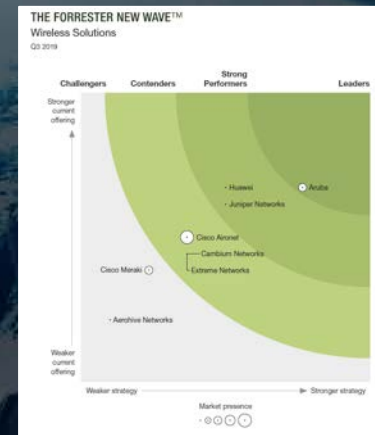 THE FORRESTER NEW WAVE™
Wireless Solutions
Q3 2019
Challengers
Contenders
Strong
Performers
Leaders
Stronger
current
offering
Huawei
Aruba
Juniper Networks
Cisco Aironet
Cambium Networks
Cisco Meraki
Extreme Networks
Aerohive Networks
Weaker
current
offering
Weaker strategy
Stronger strategy
Market presence